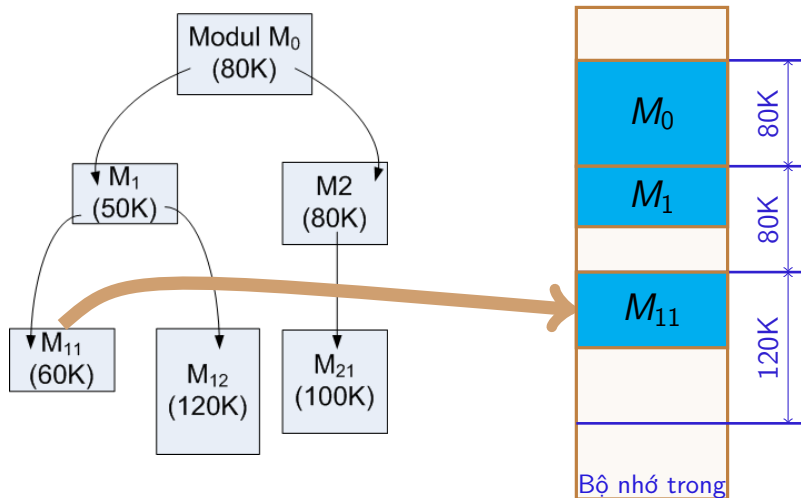 Modul M₀
(80K)
M₁
(50K)
M2
(80K)
M₁₁
(60K)
M₁₂
(120K)
M₂₁
(100K)
M₀
M₁
M₁₁
80K
80K
120K
Bộ nhớ trong